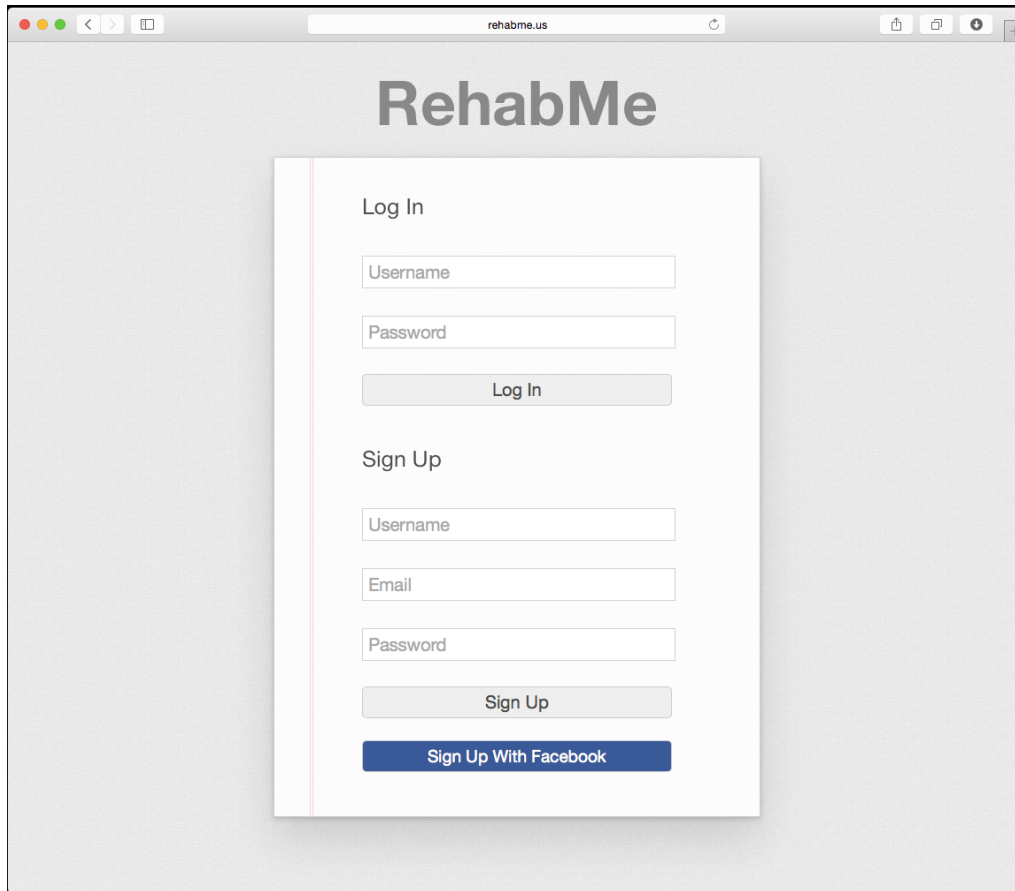 rehabme.us
RehabMe
Log In
Username
Password
Log In
Sign Up
Username
Email
Password
Sign Up
Sign Up With Facebook